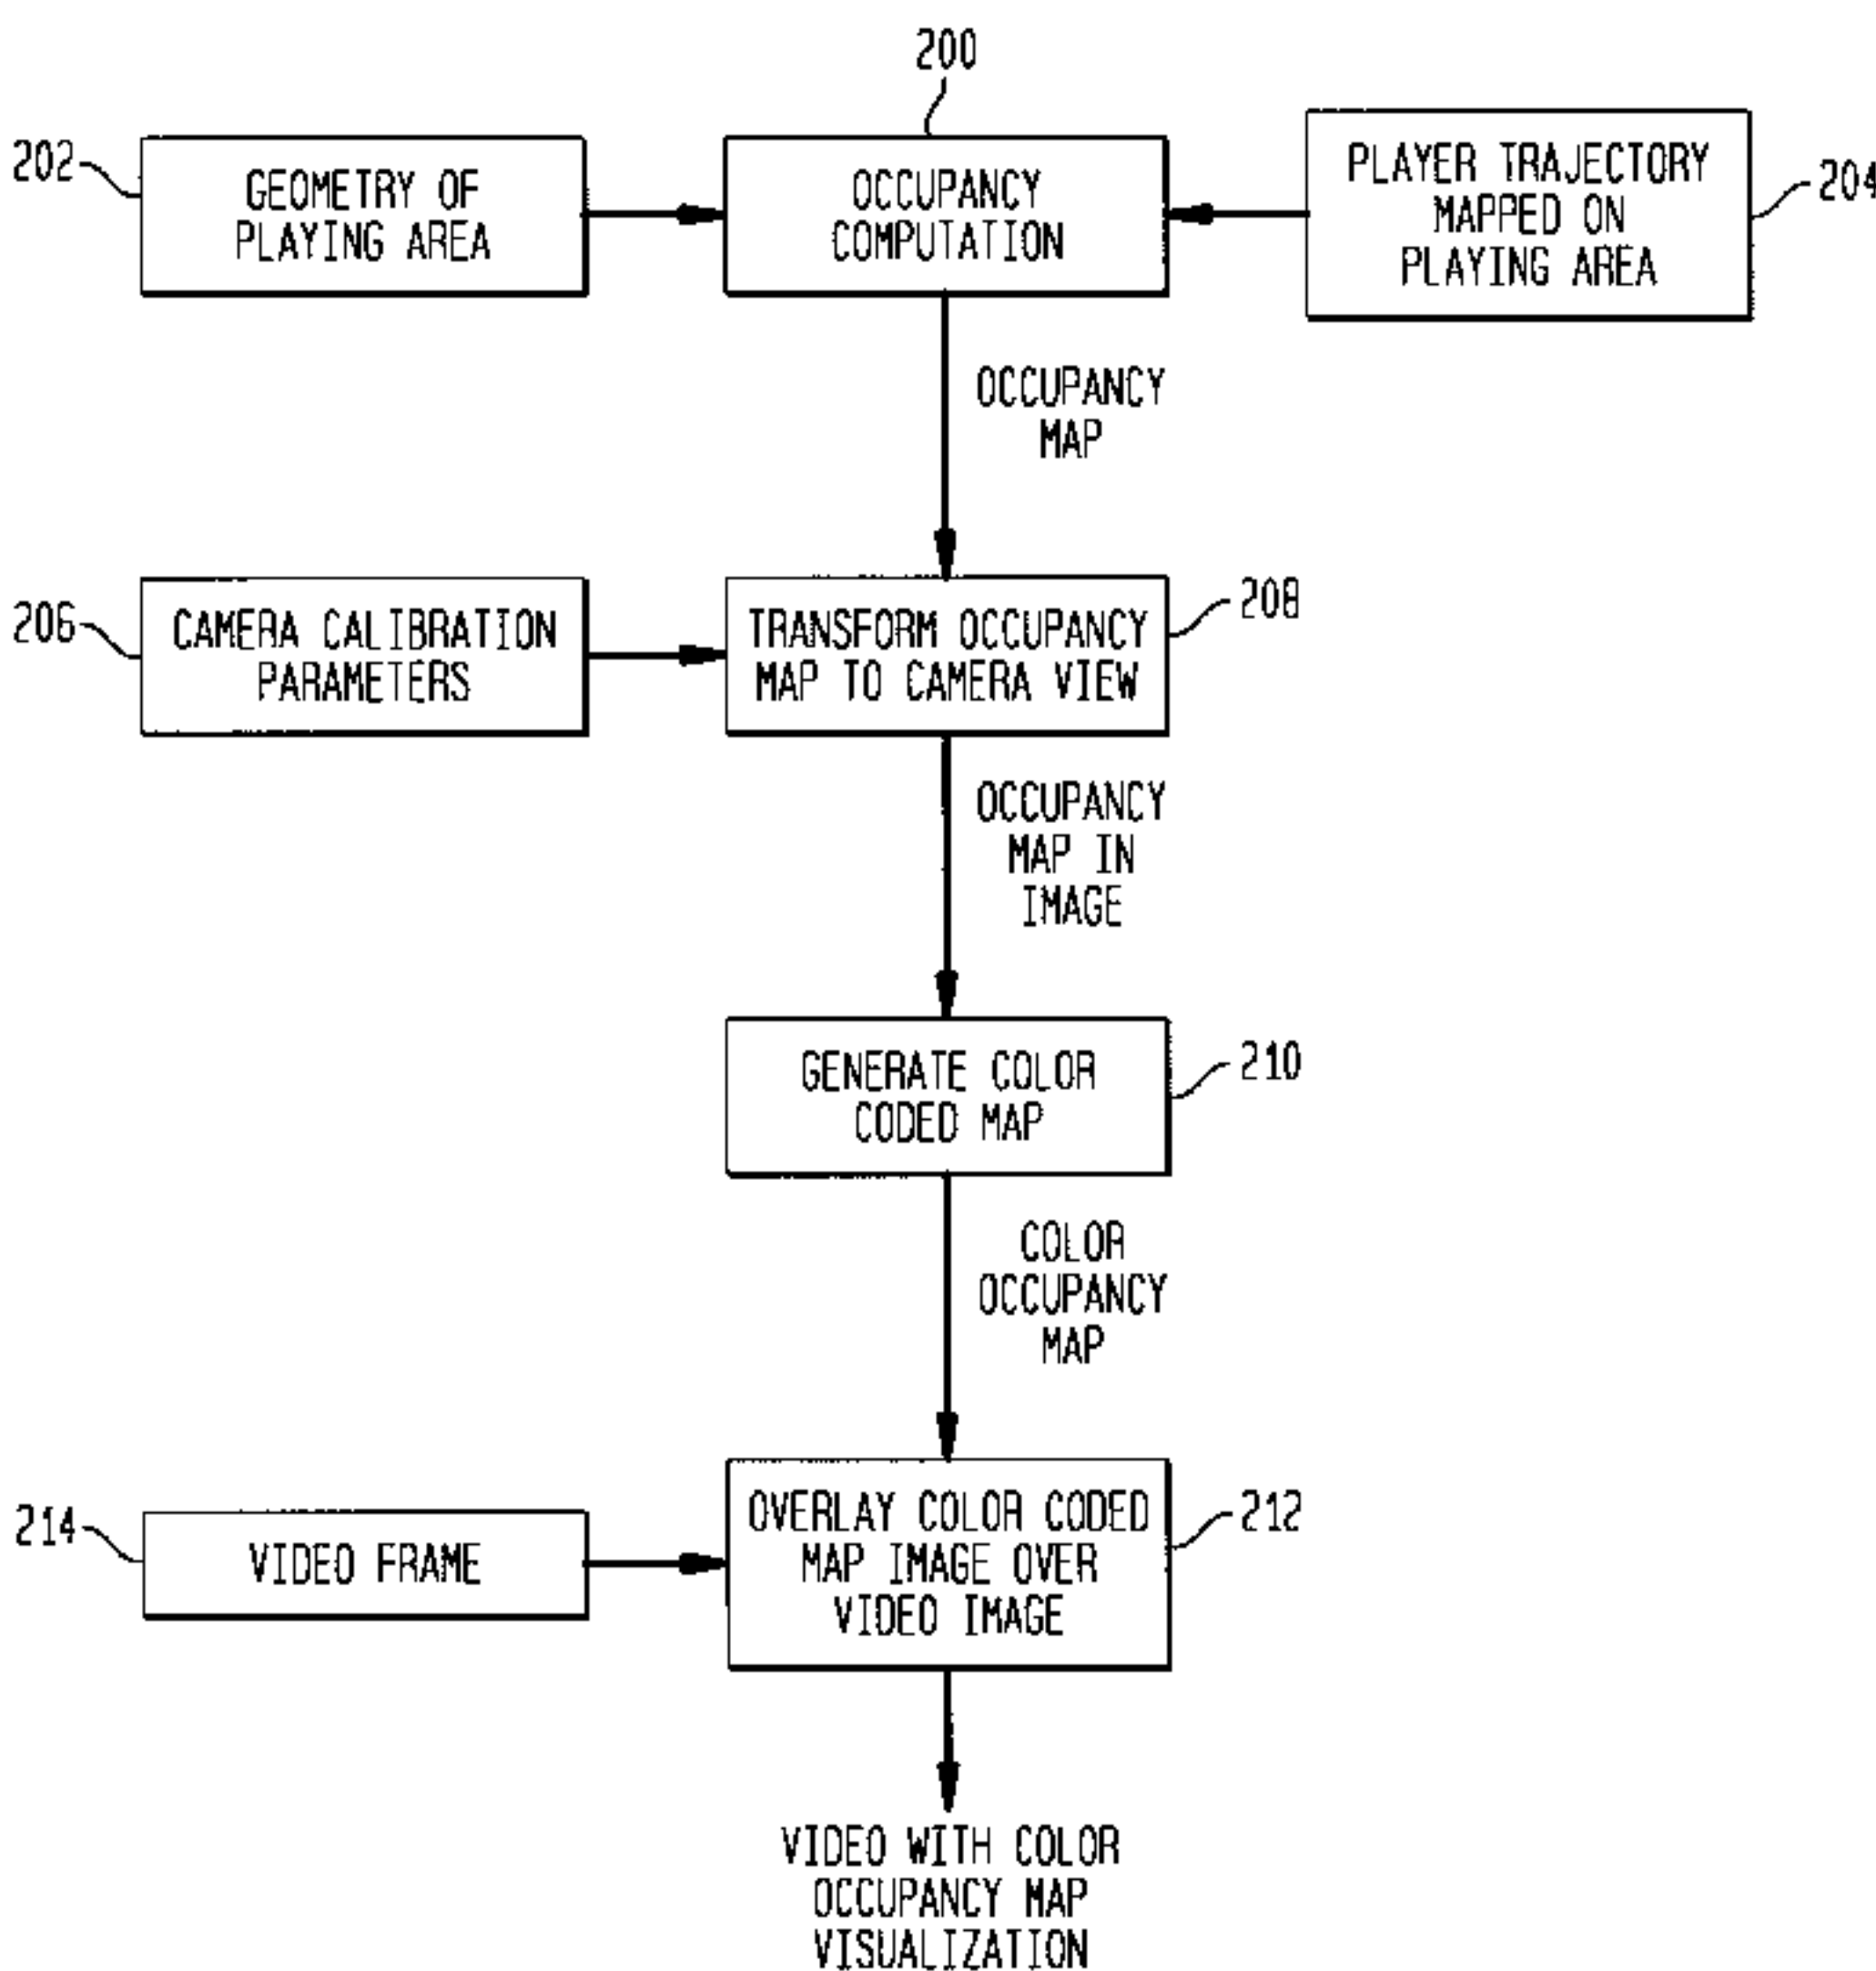 200
202
GEOMETRY OF
PLAYING AREA
OCCUPANCY
COMPUTATION
PLAYER TRAJECTORY
MAPPED ON
PLAYING AREA
204
OCCUPANCY
MAP
206
CAMERA CALIBRATION
PARAMETERS
TRANSFORM OCCUPANCY
MAP TO CAMERA VIEW
208
OCCUPANCY
MAP IN
IMAGE
GENERATE COLOR
CODED MAP
210
COLOR
OCCUPANCY
MAP
214
VIDEO FRAME
OVERLAY COLOR CODED
MAP IMAGE OVER
VIDEO IMAGE
212
VIDEO WITH COLOR
OCCUPANCY MAP
VISUALIZATION